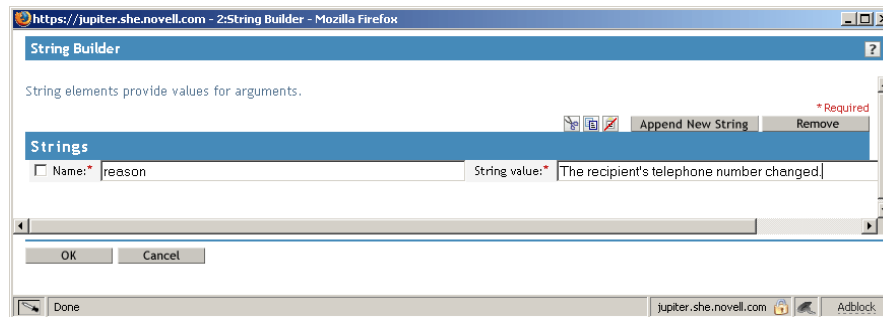 https://jupiter.she.novell.com - 2:String Builder - Mozilla Firefox
String Builder
?
String elements provide values for arguments.
* Required
Append New String Remove
Strings
Name:* reason String value:* The recipient's telephone number changed.
OK Cancel
Done jupiter.she.novell.com Adblock